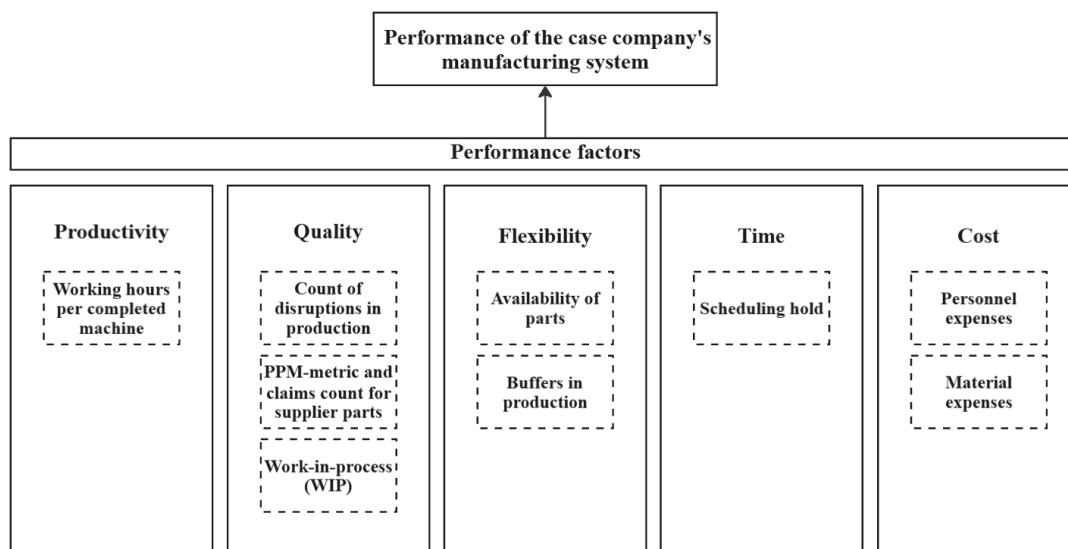 Performance of the case company's
manufacturing system
Performance factors
Productivity
Working hours
per completed
machine
Quality
Count of
disruptions in
production
PPM-metric and
claims count for
supplier parts
Work-in-process
(WIP)
Flexibility
Availability of
parts
Buffers in
production
Time
Scheduling hold
Cost
Personnel
expenses
Material
expenses